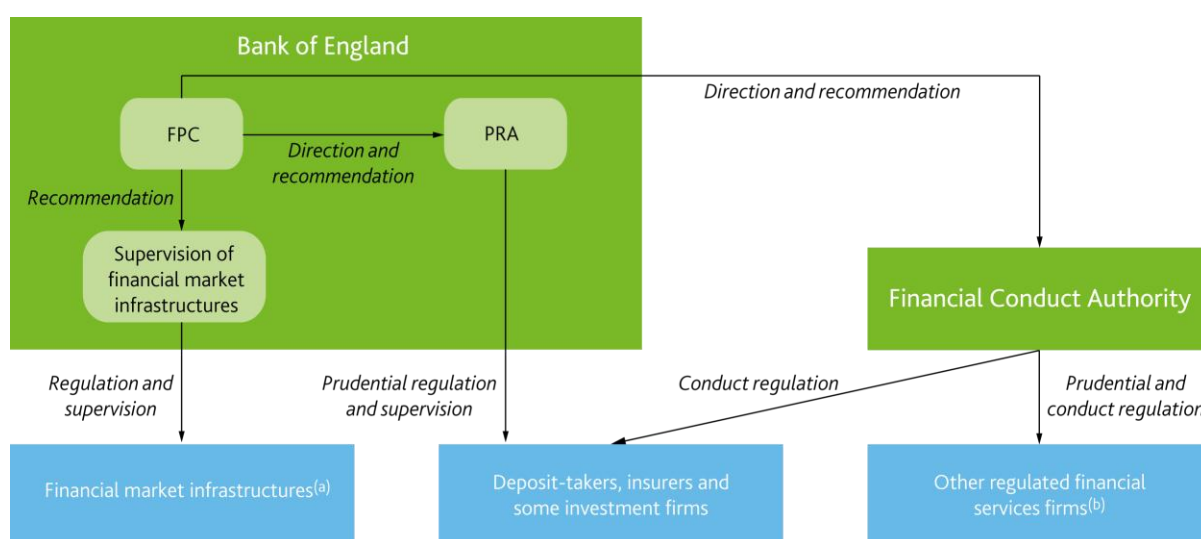 Bank of England
Direction and recommendation
FPC
PRA
Direction and
recommendation
Recommendation
Supervision of
financial market
infrastructures
Financial Conduct Authority
Regulation and
supervision
Prudential regulation
and supervision
Conduct regulation
Prudential and
conduct regulation
Financial market infrastructures(a)
Deposit-takers, insurers and
some investment firms
Other regulated financial
services firms(b)